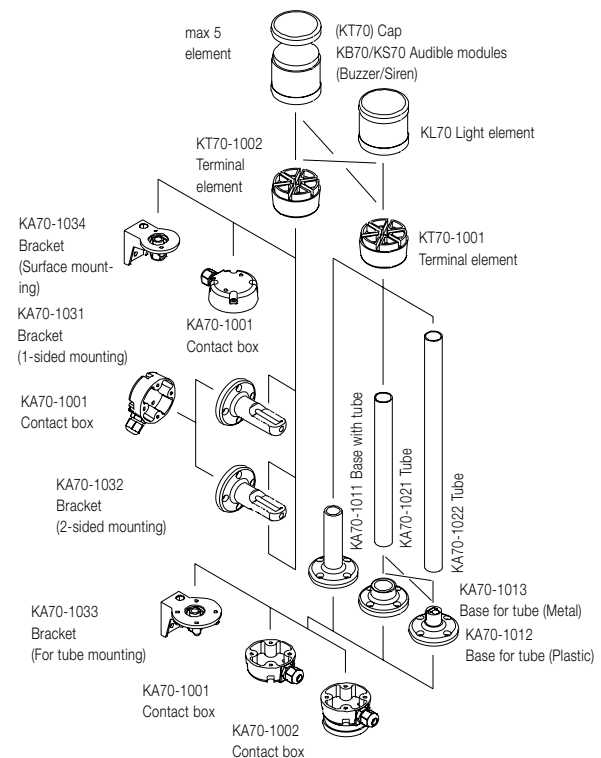 max 5
element
(KT70) Cap
KB70/KS70 Audible modules
(Buzzer/Siren)
KL70 Light element
KT70-1002
Terminal
element
KT70-1001
Terminal element
KA70-1034
Bracket
(Surface mount-
ing)
KA70-1031
Bracket
(1-sided mounting)
KA70-1001
Contact box
KA70-1001
Contact box
KA70-1032
Bracket
(2-sided mounting)
KA70-1011 Base with tube
KA70-1021 Tube
KA70-1022 Tube
KA70-1013
Base for tube (Metal)
KA70-1012
Base for tube (Plastic)
KA70-1033
Bracket
(For tube mounting)
KA70-1001
Contact box
KA70-1002
Contact box